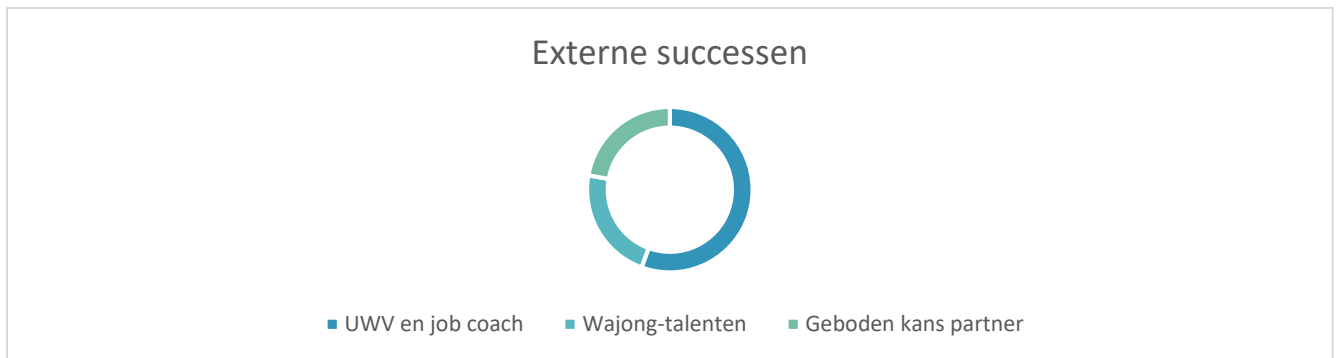 Externe successen
UWV en job coach Wajong-talenten Geboden kans partner